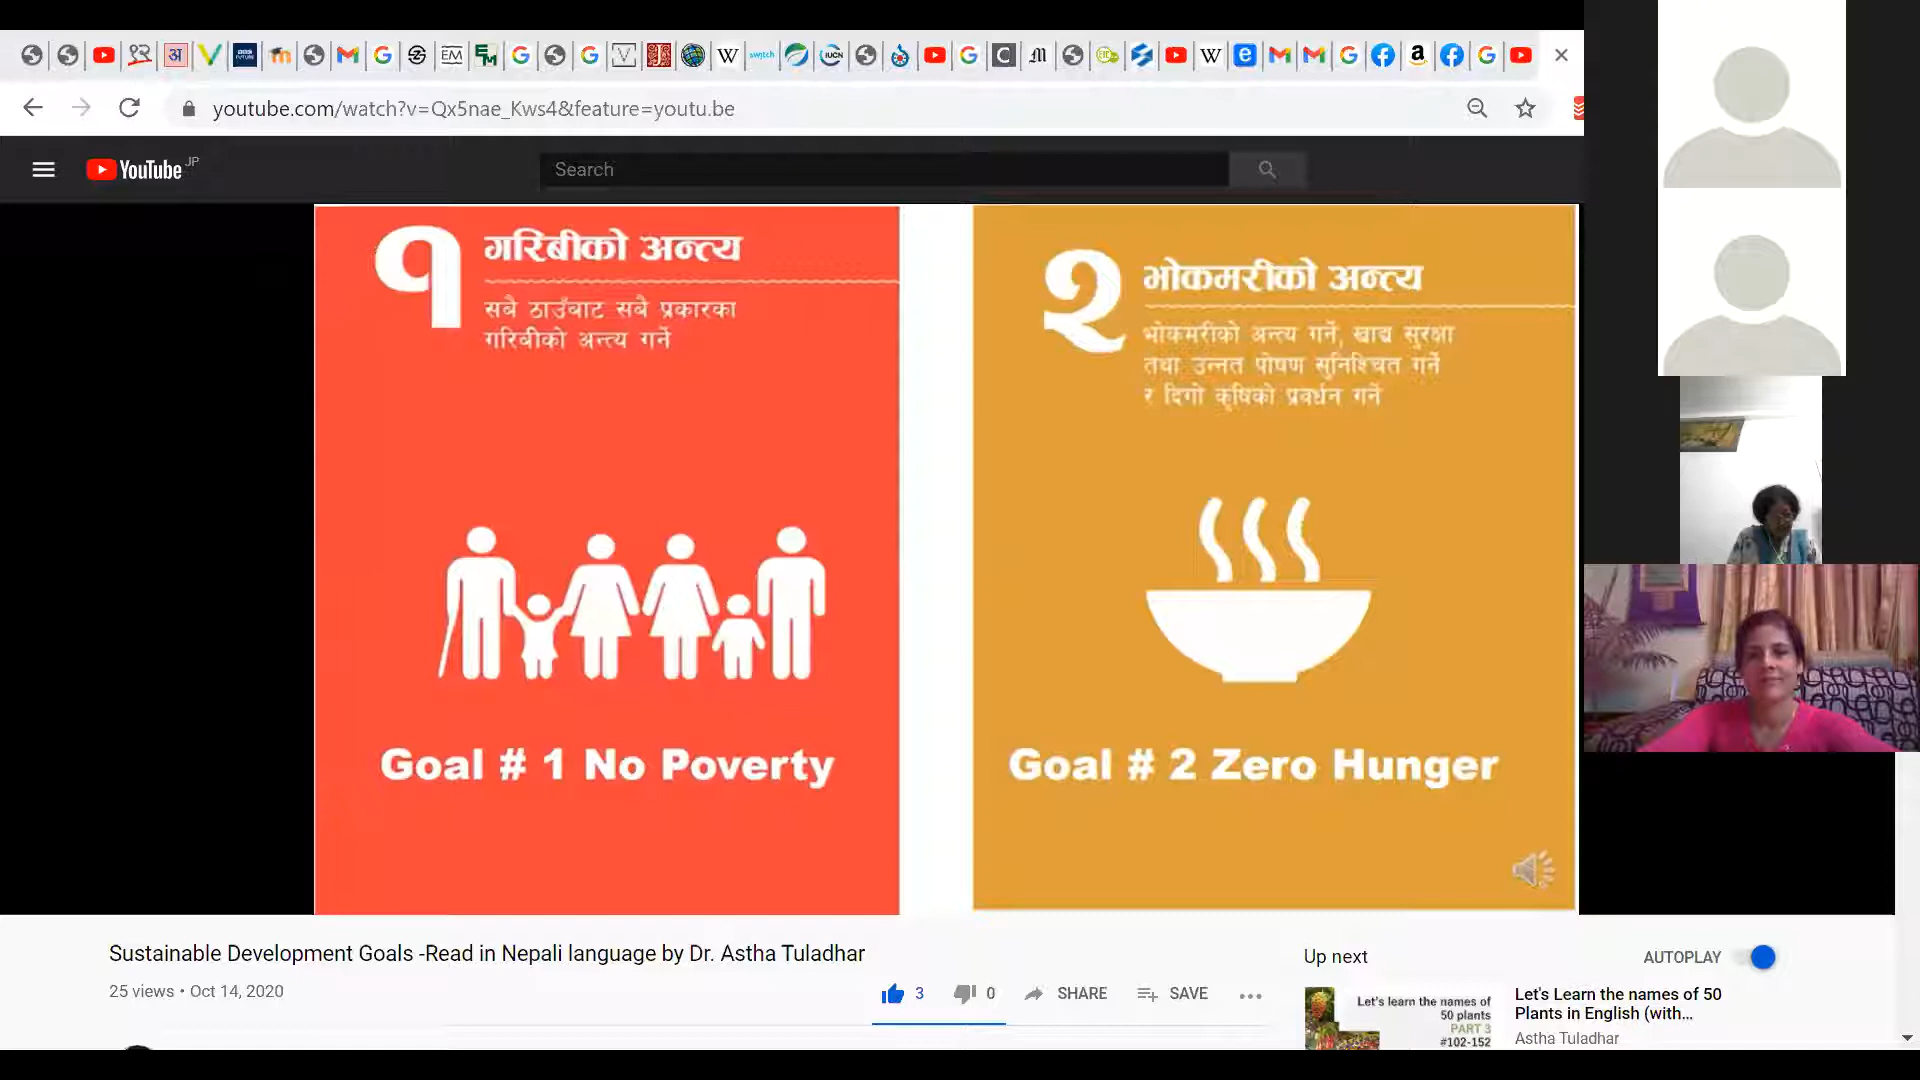 youtube.com/watch?v=Qx5nae_Kws4&feature=youtu.be
YouTube JP
Search
१
गरिबीको अन्त्य
सबै ठाउँबाट सबै प्रकारका
गरिबीको अन्त्य गर्ने
Goal # 1 No Poverty
२
भोकमरीको अन्त्य
भोकमरीको अन्त्य गर्ने, खाद्य सुरक्षा
तथा उन्नत पोषण सुनिश्चित गर्ने
र दिगो कृषिको प्रवर्धन गर्ने
Goal # 2 Zero Hunger
Sustainable Development Goals -Read in Nepali language by Dr. Astha Tuladhar
25 views • Oct 14, 2020
3
0
SHARE
SAVE
Up next
AUTOPLAY
Let's learn the names of
50 plants
PART 3
#102-152
Let's Learn the names of 50
Plants in English (with...
Astha Tuladhar